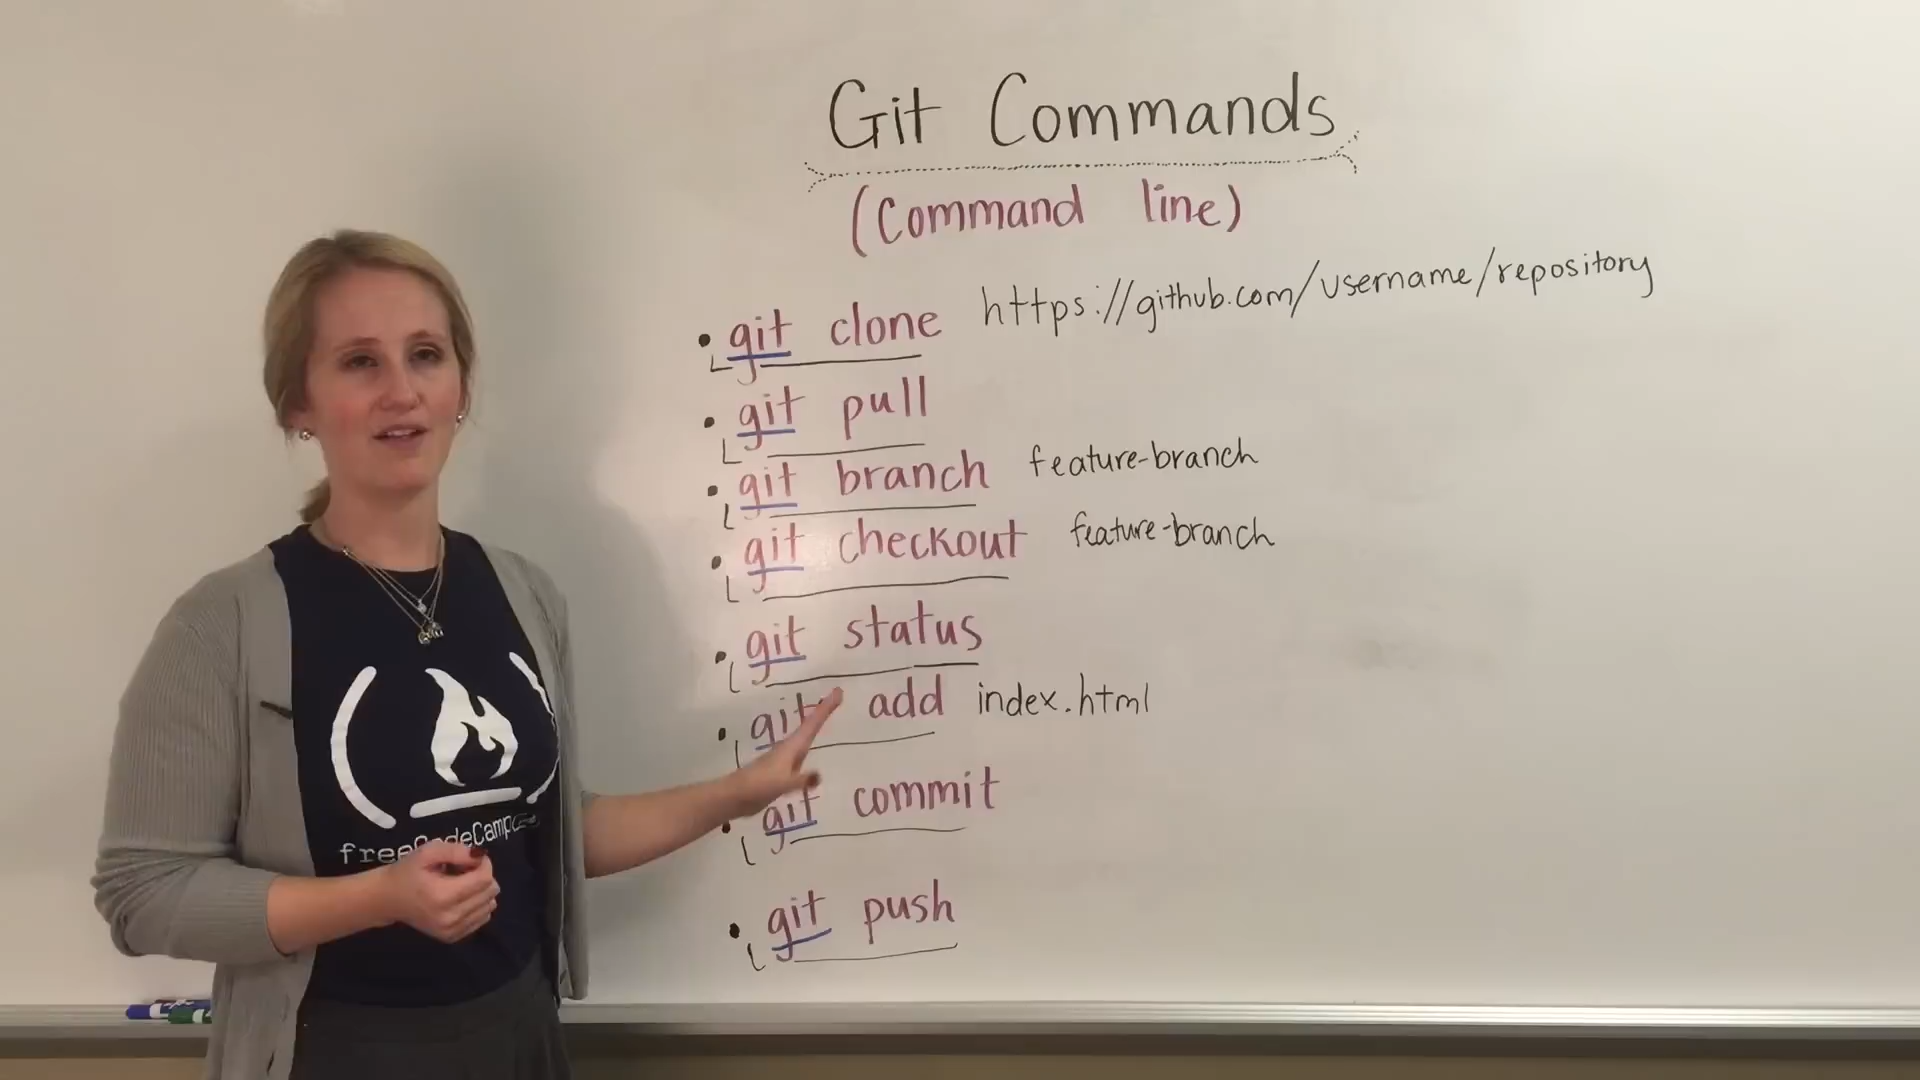 Git Commands
(Command line)
git clone https://github.com/username/repository
git pull
git branch feature-branch
git checkout feature-branch
git status
git add index.html
git commit
git push